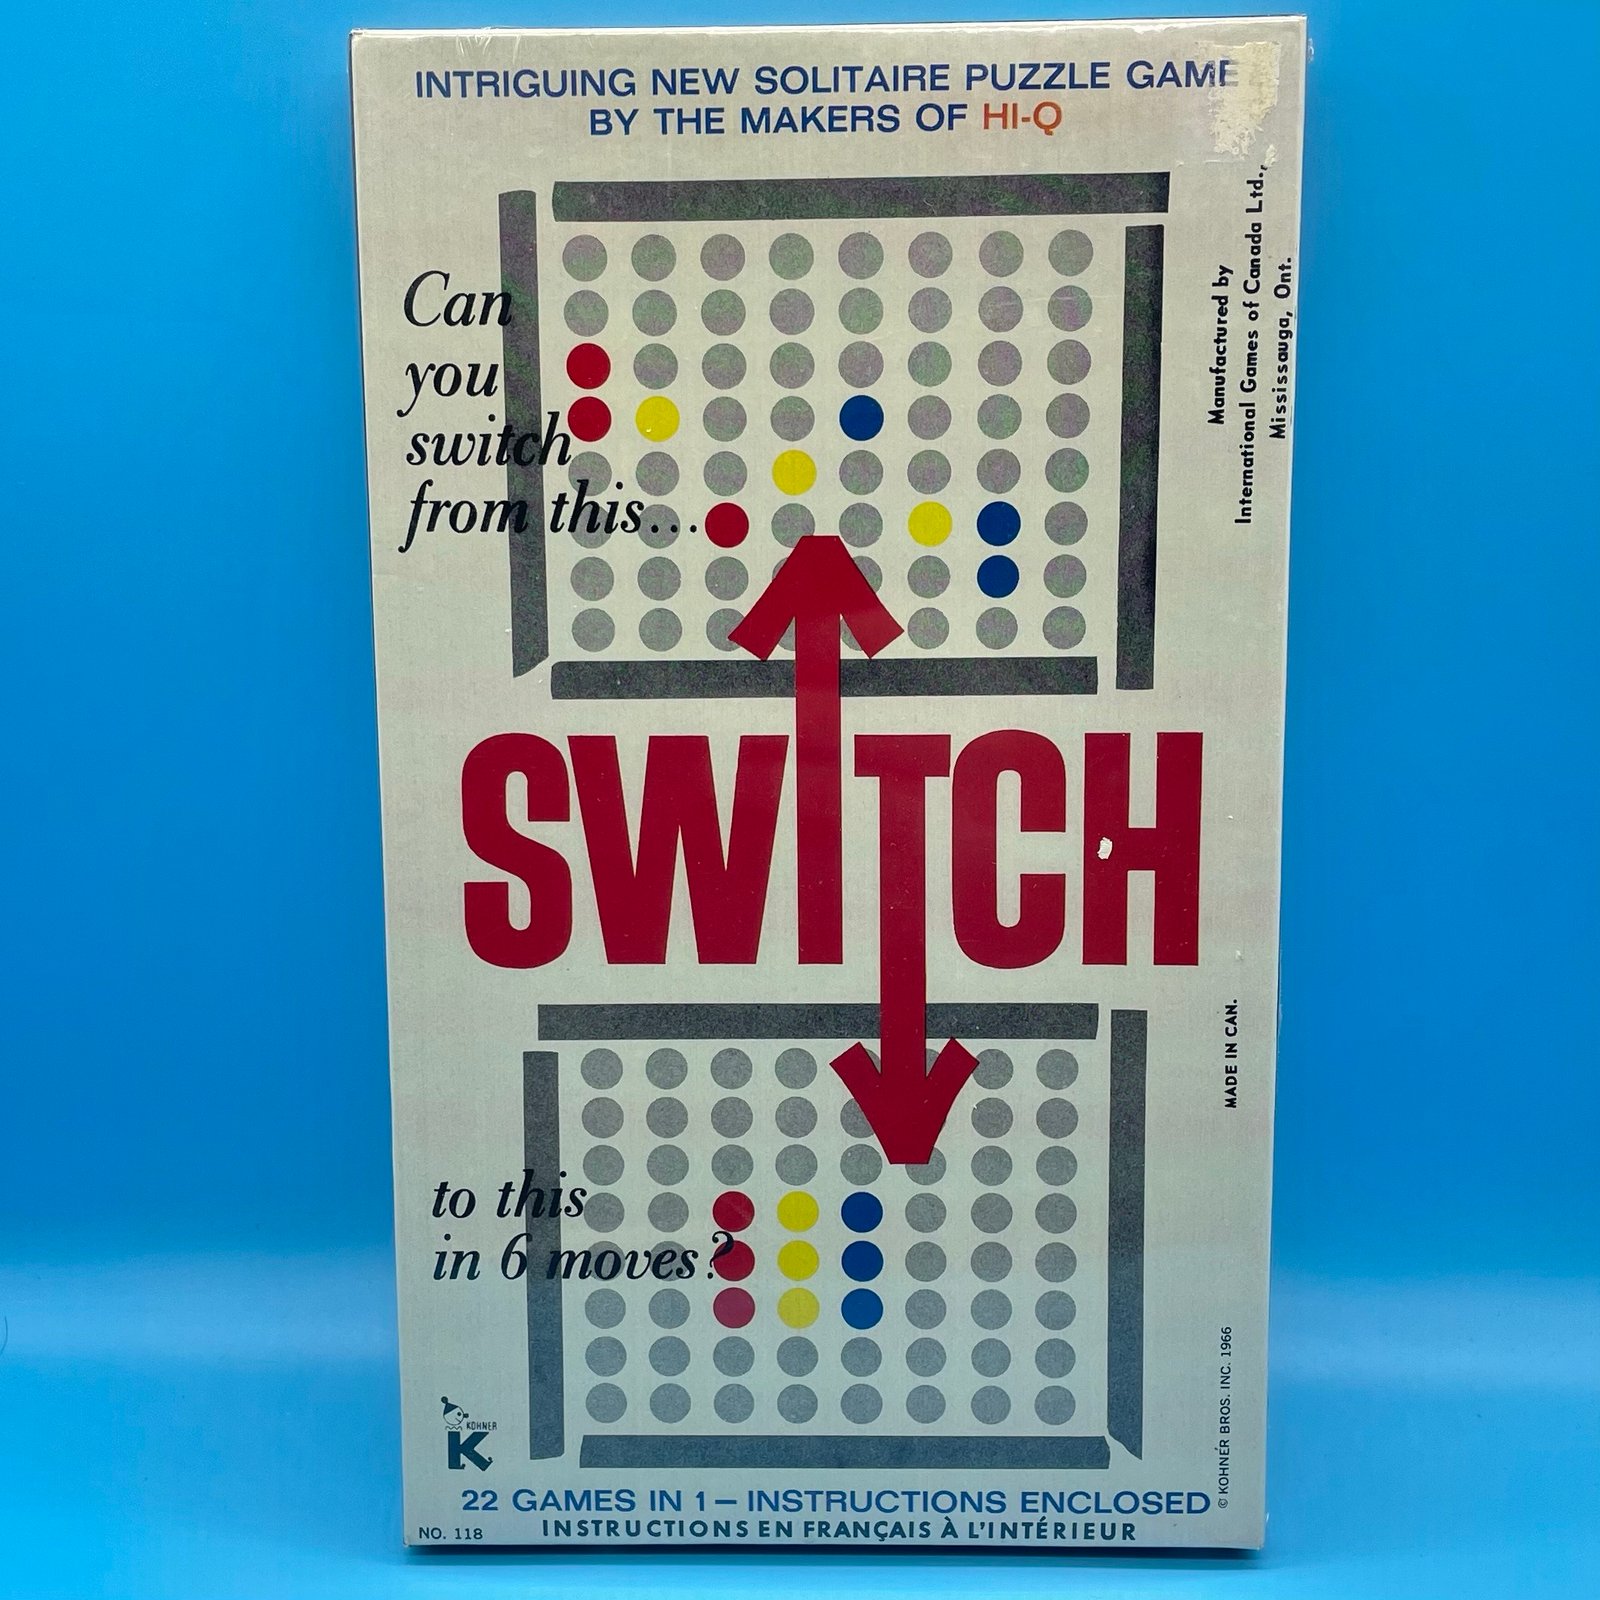 INTRIGUING NEW SOLITAIRE PUZZLE GAME
BY THE MAKERS OF HI-Q
Manufactured by
International Games of Canada Ltd.,
Mississauga, Ont.
Can
you
switch
from this...
SWITCH
MADE IN CAN.
to this
in 6 moves?
© KOHNER BROS. INC. 1966
KOHNER
K
22 GAMES IN 1 — INSTRUCTIONS ENCLOSED
NO. 118
INSTRUCTIONS EN FRANÇAIS À L'INTÉRIEUR